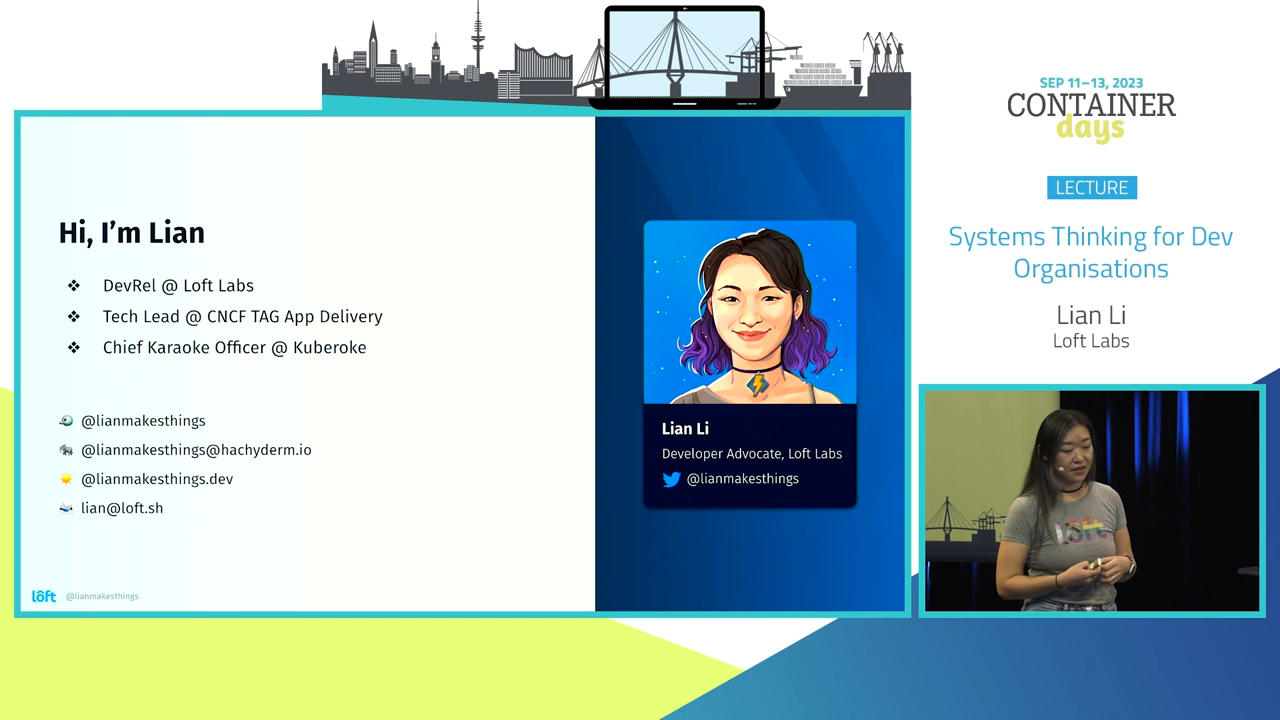 SEP 11–13, 2023
CONTAINER
days
LECTURE
Systems Thinking for Dev
Organisations
Lian Li
Loft Labs
Hi, I’m Lian
❖ DevRel @ Loft Labs
❖ Tech Lead @ CNCF TAG App Delivery
❖ Chief Karaoke Officer @ Kuberoke
@lianmakesthings
@lianmakesthings@hachyderm.io
@lianmakesthings.dev
lian@loft.sh
Lian Li
Developer Advocate, Loft Labs
@lianmakesthings
lôft @lianmakesthings
lôft